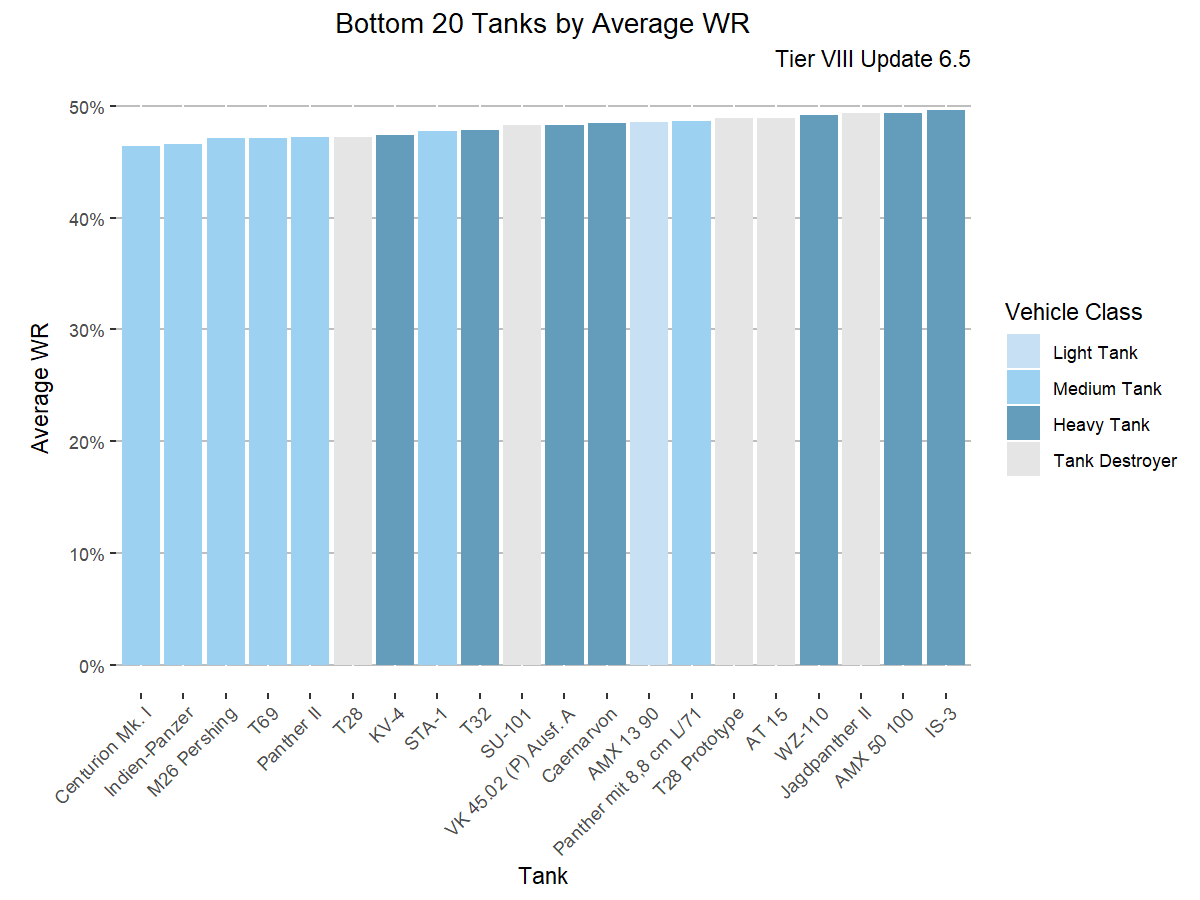 Bottom 20 Tanks by Average WR
Tier VIII Update 6.5
Average WR
50%
40%
30%
20%
10%
0%
Centurion Mk. I
Indien-Panzer
M26 Pershing
T69
Panther II
T28
KV-4
STA-1
T32
SU-101
VK 45.02 (P) Ausf. A
Caernarvon
AMX 13 90
Panther mit 8,8 cm L/71
T28 Prototype
AT 15
WZ-110
Jagdpanther II
AMX 50 100
IS-3
Tank
Vehicle Class
Light Tank
Medium Tank
Heavy Tank
Tank Destroyer